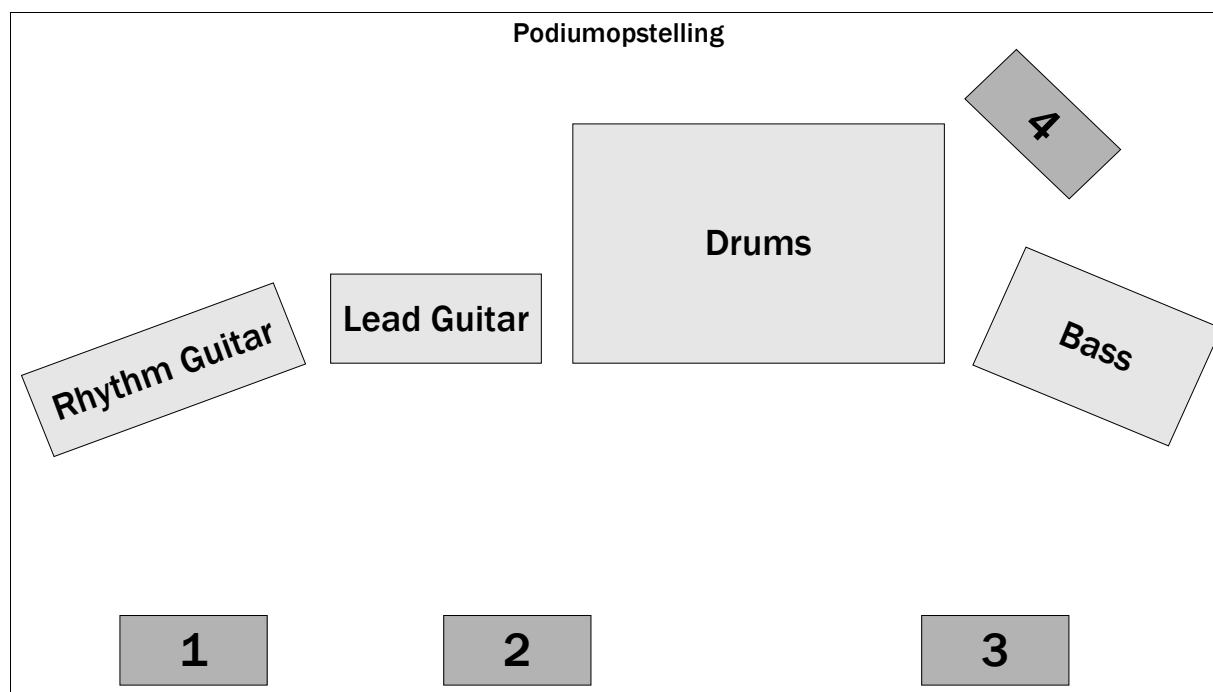 Podiumopstelling
4
Drums
Lead Guitar
Rhythm Guitar
Bass
1
2
3